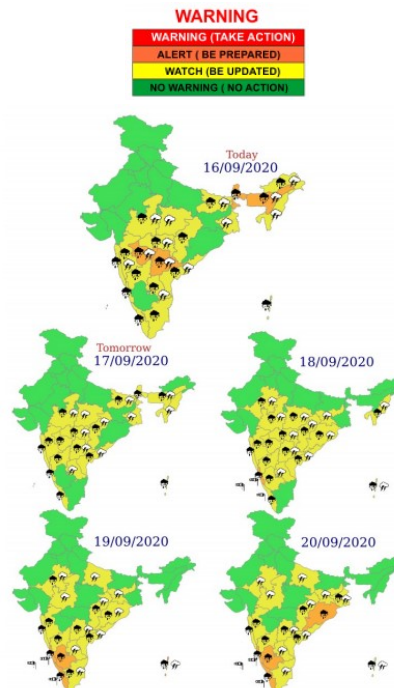 WARNING
WARNING (TAKE ACTION)
ALERT ( BE PREPARED)
WATCH (BE UPDATED)
NO WARNING ( NO ACTION)
Today
16/09/2020
Tomorrow
17/09/2020
18/09/2020
19/09/2020
20/09/2020